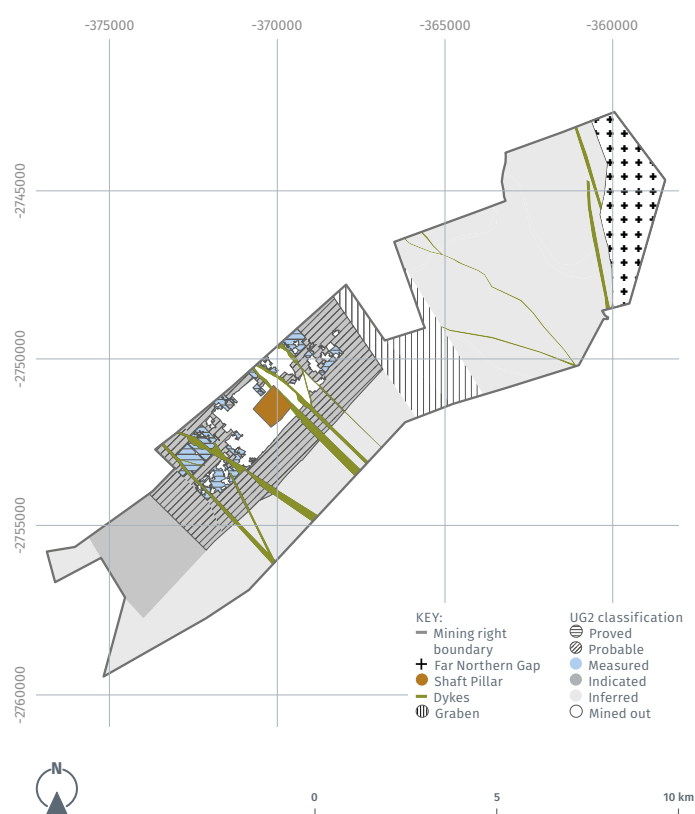 -375000 -370000 -365000 -360000
-2745000
-2750000
-2755000
-2760000
KEY:
Mining right
boundary
Far Northern Gap
Shaft Pillar
Dykes
Graben
UG2 classification
Proved
Probable
Measured
Indicated
Inferred
Mined out
N
0 5 10 km